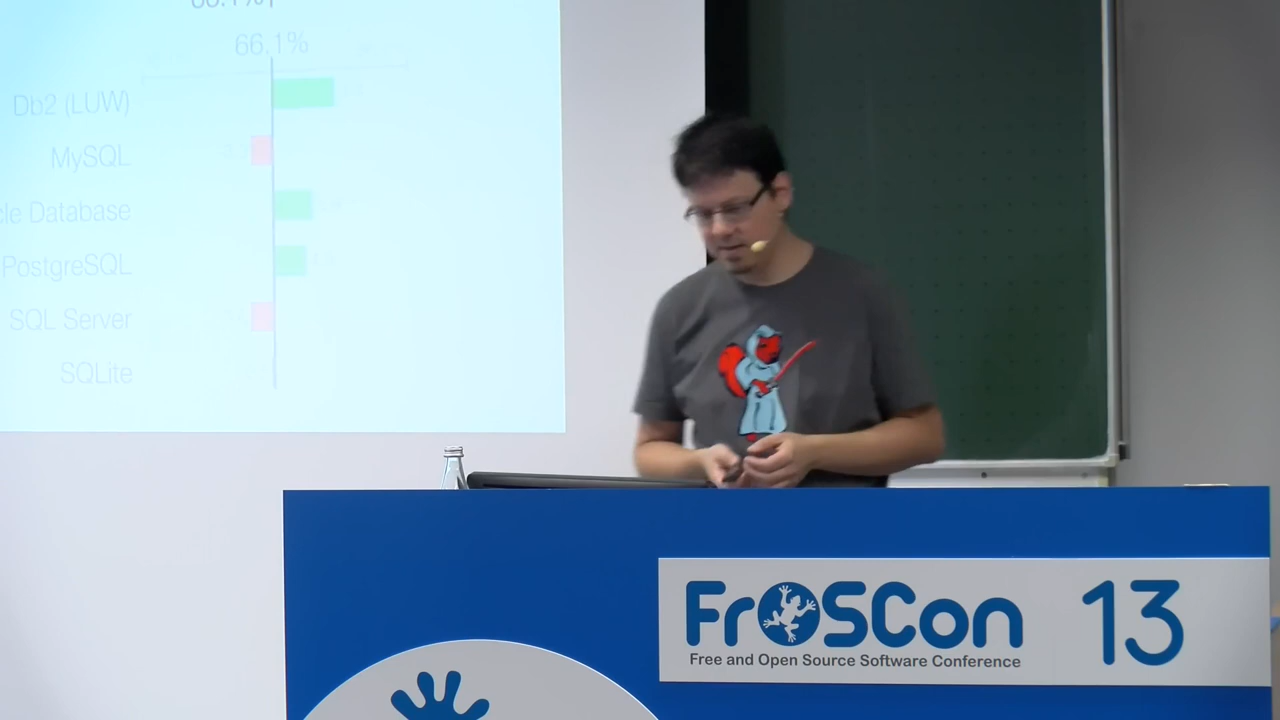 66.1%
Db2 (LUW)
MySQL
cle Database
PostgreSQL
SQL Server
SQLite
FrOSCon 13
Free and Open Source Software Conference